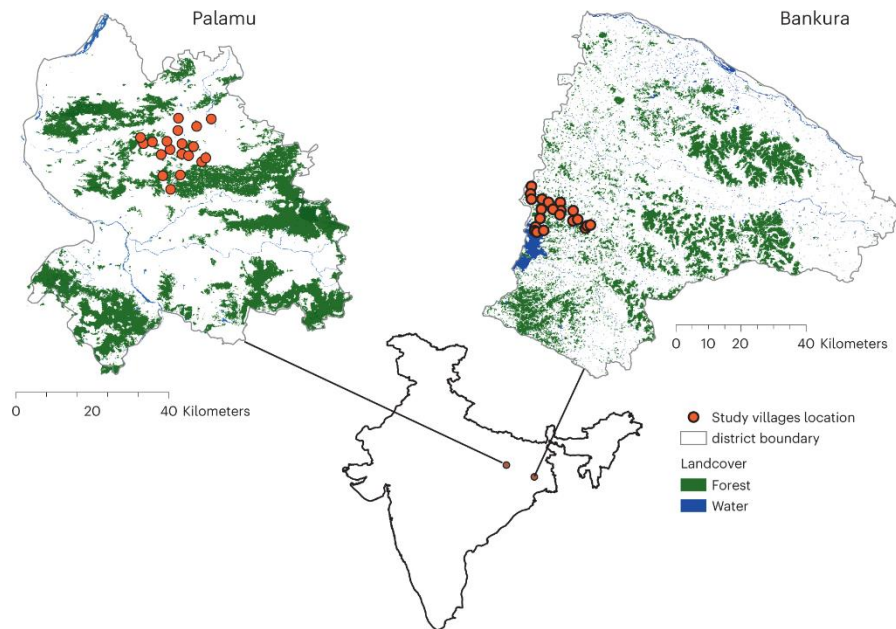 Palamu
Bankura
0 10 20 40 Kilometers
0 20 40 Kilometers
Study villages location
district boundary
Landcover
Forest
Water